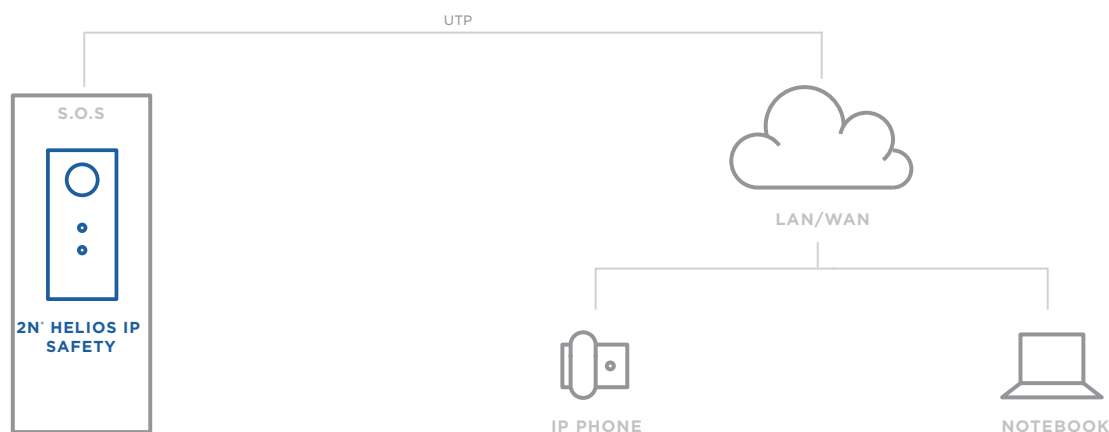 UTP
S.O.S
LAN/WAN
2N® HELIOS IP
SAFETY
IP PHONE
NOTEBOOK